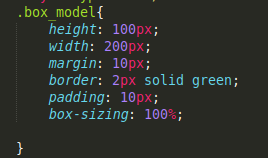 .box_model{
height: 100px;
width: 200px;
margin: 10px;
border: 2px solid green;
padding: 10px;
box-sizing: 100%;
}